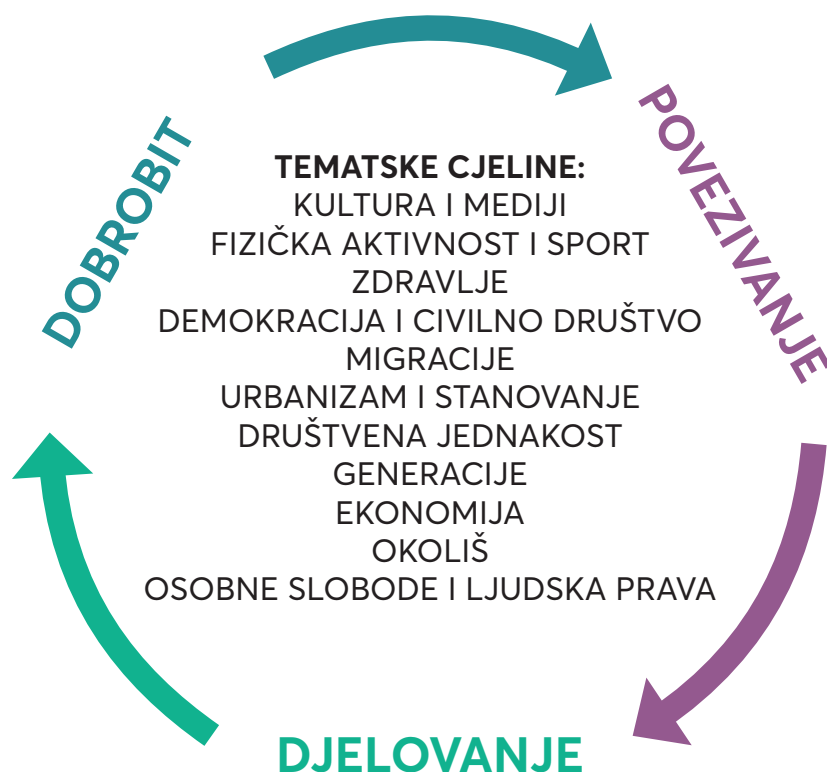 DOBROBIT
POVEZIVANJE
TEMATSKE CJELINE:
KULTURA I MEDIJI
FIZIČKA AKTIVNOST I SPORT
ZDRAVLJE
DEMOKRACIJA I CIVILNO DRUŠTVO
MIGRACIJE
URBANIZAM I STANOVANJE
DRUŠTVENA JEDNAKOST
GENERACIJE
EKONOMIJA
OKOLIŠ
OSOBNE SLOBODE I LJUDSKA PRAVA
DJELOVANJE